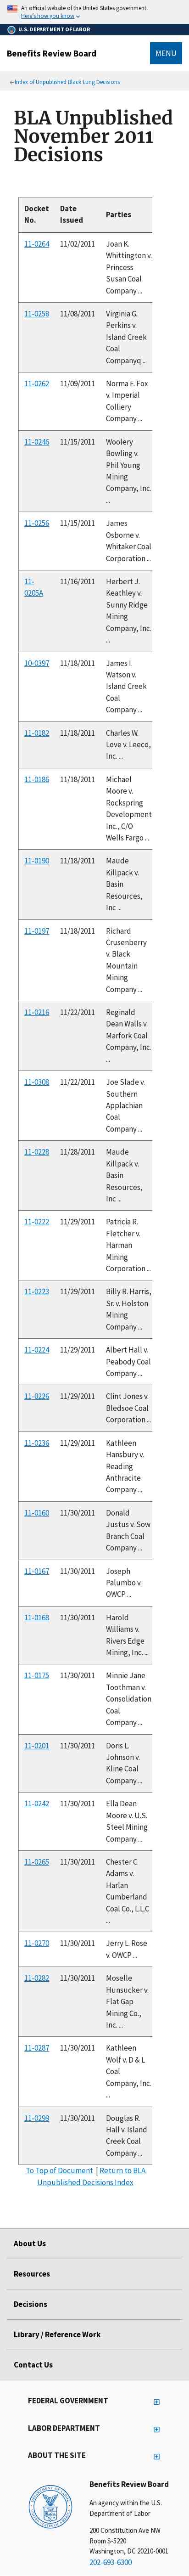 An official website of the United States government.
Here's how you know
U.S. DEPARTMENT OF LABOR
Benefits Review Board
MENU
Index of Unpublished Black Lung Decisions
BLA Unpublished
November 2011
Decisions
Docket No. Date Issued Parties
11-0264 11/02/2011 Joan K. Whittington v. Princess Susan Coal Company ...
11-0258 11/08/2011 Virginia G. Perkins v. Island Creek Coal Companyq ...
11-0262 11/09/2011 Norma F. Fox v. Imperial Colliery Company ...
11-0246 11/15/2011 Woolery Bowling v. Phil Young Mining Company, Inc. ...
11-0256 11/15/2011 James Osborne v. Whitaker Coal Corporation ...
11-0205A 11/16/2011 Herbert J. Keathley v. Sunny Ridge Mining Company, Inc. ...
10-0397 11/18/2011 James I. Watson v. Island Creek Coal Company ...
11-0182 11/18/2011 Charles W. Love v. Leeco, Inc. ...
11-0186 11/18/2011 Michael Moore v. Rockspring Development Inc., C/O Wells Fargo ...
11-0190 11/18/2011 Maude Killpack v. Basin Resources, Inc ...
11-0197 11/18/2011 Richard Crusenberry v. Black Mountain Mining Company ...
11-0216 11/22/2011 Reginald Dean Walls v. Marfork Coal Company, Inc. ...
11-0308 11/22/2011 Joe Slade v. Southern Applachian Coal Company ...
11-0228 11/28/2011 Maude Killpack v. Basin Resources, Inc ...
11-0222 11/29/2011 Patricia R. Fletcher v. Harman Mining Corporation ...
11-0223 11/29/2011 Billy R. Harris, Sr. v. Holston Mining Company ...
11-0224 11/29/2011 Albert Hall v. Peabody Coal Company ...
11-0226 11/29/2011 Clint Jones v. Bledsoe Coal Corporation ...
11-0236 11/29/2011 Kathleen Hansbury v. Reading Anthracite Company ...
11-0160 11/30/2011 Donald Justus v. Sow Branch Coal Company ...
11-0167 11/30/2011 Joseph Palumbo v. OWCP ...
11-0168 11/30/2011 Harold Williams v. Rivers Edge Mining, Inc. ...
11-0175 11/30/2011 Minnie Jane Toothman v. Consolidation Coal Company ...
11-0201 11/30/2011 Doris L. Johnson v. Kline Coal Company ...
11-0242 11/30/2011 Ella Dean Moore v. U.S. Steel Mining Company ...
11-0265 11/30/2011 Chester C. Adams v. Harlan Cumberland Coal Co., L.L.C ...
11-0270 11/30/2011 Jerry L. Rose v. OWCP ...
11-0282 11/30/2011 Moselle Hunsucker v. Flat Gap Mining Co., Inc. ...
11-0287 11/30/2011 Kathleen Wolf v. D & L Coal Company, Inc. ...
11-0299 11/30/2011 Douglas R. Hall v. Island Creek Coal Company ...
To Top of Document | Return to BLA
Unpublished Decisions Index
About Us
Resources
Decisions
Library / Reference Work
Contact Us
FEDERAL GOVERNMENT
LABOR DEPARTMENT
ABOUT THE SITE
Benefits Review Board
An agency within the U.S.
Department of Labor
200 Constitution Ave NW
Room S-5220
Washington, DC 20210-0001
202-693-6300